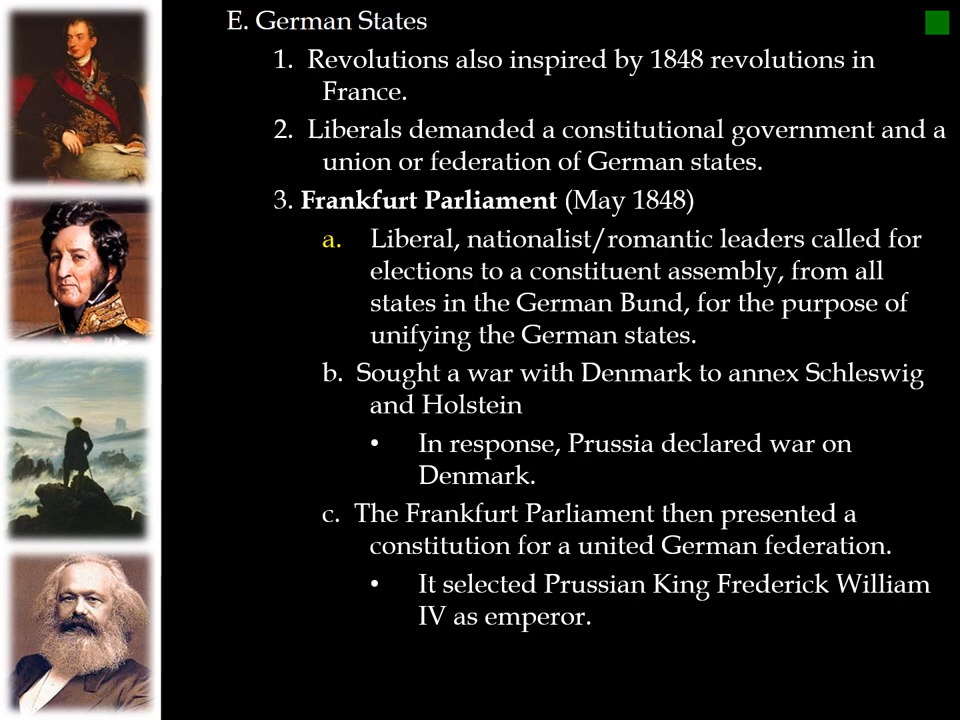 E. German States
1. Revolutions also inspired by 1848 revolutions in
France.
2. Liberals demanded a constitutional government and a
union or federation of German states.
3. Frankfurt Parliament (May 1848)
a. Liberal, nationalist/romantic leaders called for
elections to a constituent assembly, from all
states in the German Bund, for the purpose of
unifying the German states.
b. Sought a war with Denmark to annex Schleswig
and Holstein
• In response, Prussia declared war on
Denmark.
c. The Frankfurt Parliament then presented a
constitution for a united German federation.
• It selected Prussian King Frederick William
IV as emperor.